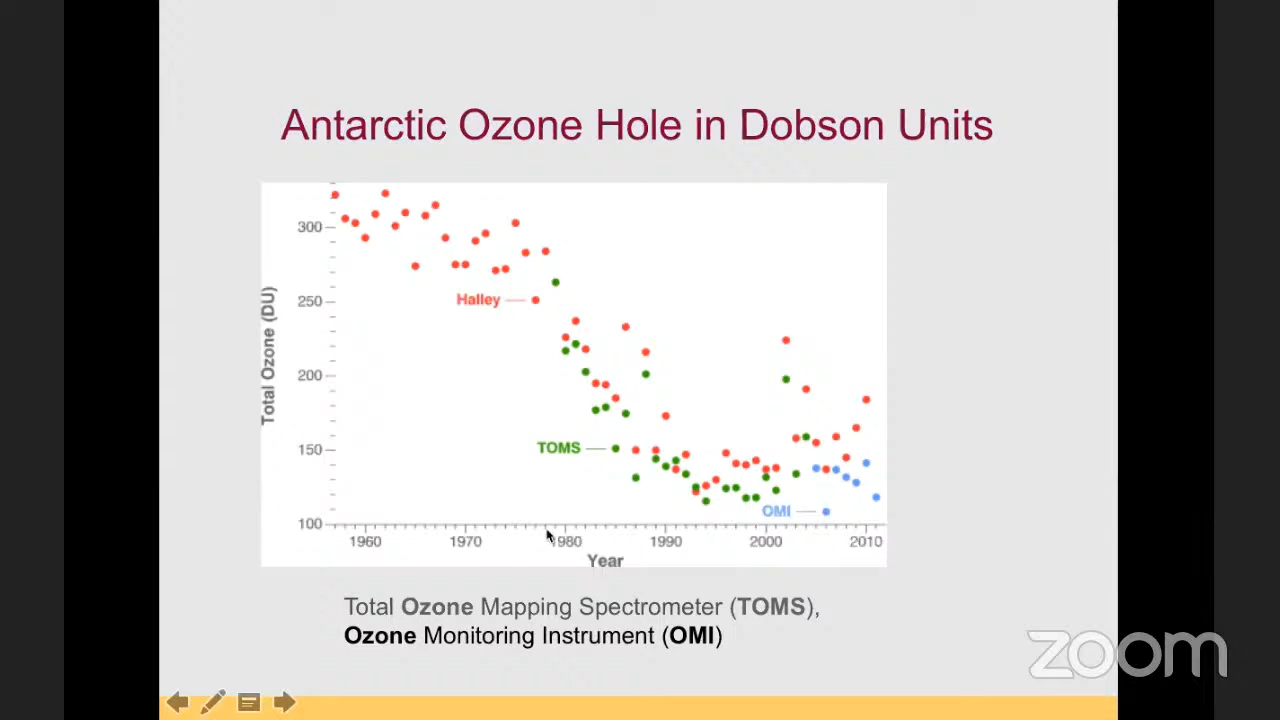 Antarctic Ozone Hole in Dobson Units
300
250
200
150
100
Total Ozone (DU)
Halley
TOMS
OMI
1960 1970 1980 1990 2000 2010
Year
Total Ozone Mapping Spectrometer (TOMS),
Ozone Monitoring Instrument (OMI)
zoom